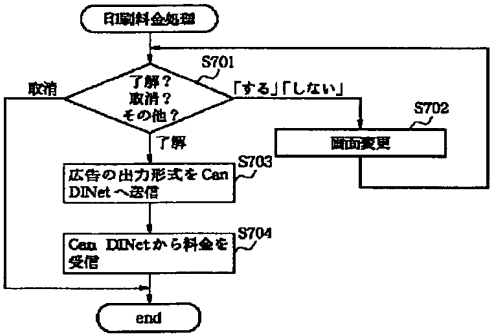 印刷料金処理
S701
取消
了解？
取消？
その他？
「する」「しない」
S702
画面変更
了解
S703
広告の出力形式をCan
DINetへ送信
S704
Can DINetから料金を
受信
end